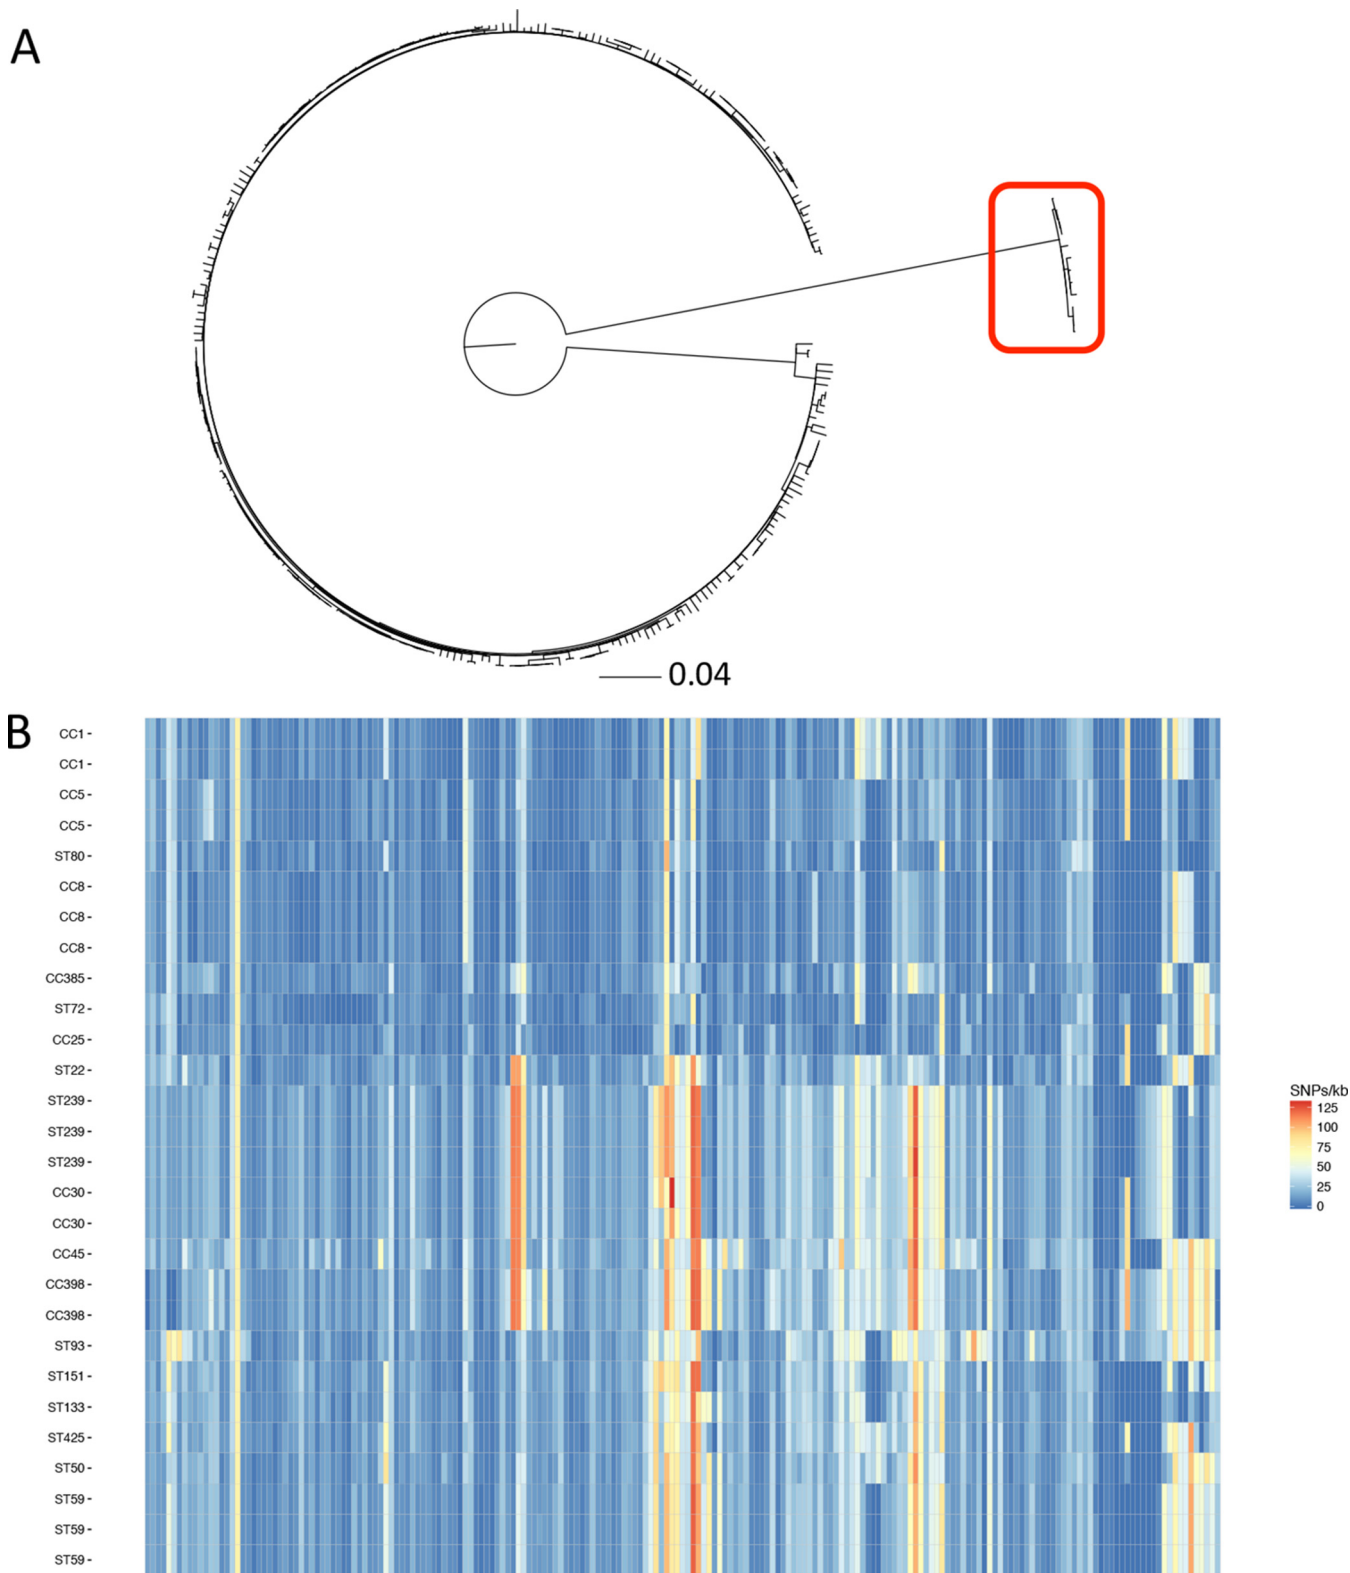 A
0.04
B
CC1 -
CC1 -
CC5 -
CC5 -
ST80 -
CC8 -
CC8 -
CC8 -
CC385 -
ST72 -
CC25 -
ST22 -
ST239 -
ST239 -
ST239 -
CC30 -
CC30 -
CC45 -
CC398 -
CC398 -
ST93 -
ST151 -
ST133 -
ST425 -
ST50 -
ST59 -
ST59 -
ST59 -
SNPs/kb
125
100
75
50
25
0